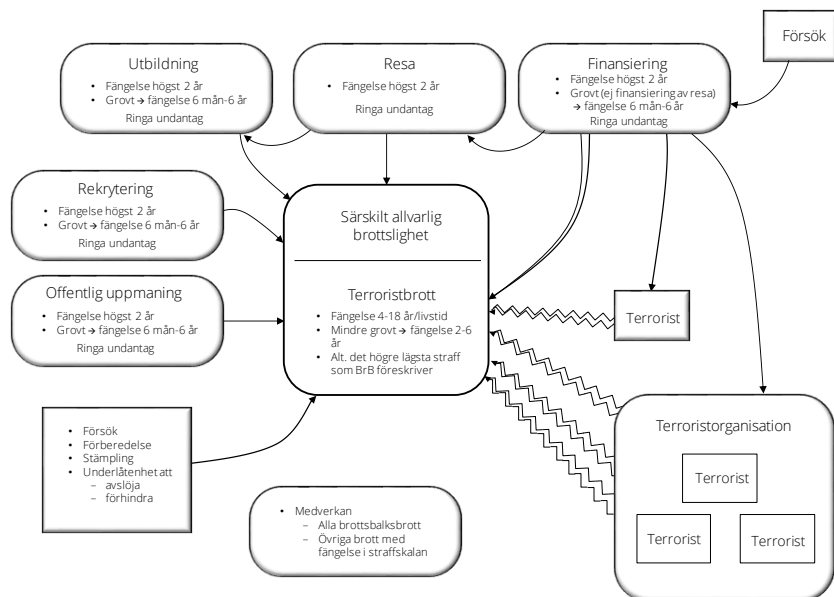 Utbildning
• Fängelse högst 2 år
• Grovt → fängelse 6 mån-6 år
Ringa undantag
Resa
• Fängelse högst 2 år
Ringa undantag
Finansiering
• Fängelse högst 2 år
• Grovt (ej finansiering av resa)
→ fängelse 6 mån-6 år
Ringa undantag
Försök
Rekrytering
• Fängelse högst 2 år
• Grovt → fängelse 6 mån-6 år
Ringa undantag
Särskilt allvarlig
brottslighet
Terroristbrott
• Fängelse 4-18 år/livstid
• Mindre grovt → fängelse 2-6
år
• Alt. det högre lägsta straff
som BrB föreskriver
Offentlig uppmaning
• Fängelse högst 2 år
• Grovt → fängelse 6 mån-6 år
Ringa undantag
Terrorist
• Försök
• Förberedelse
• Stämpling
• Underlåtenhet att
– avslöja
– förhindra
• Medverkan
– Alla brottsbalksbrott
– Övriga brott med
fängelse i straffskalan
Terroristorganisation
Terrorist
Terrorist
Terrorist